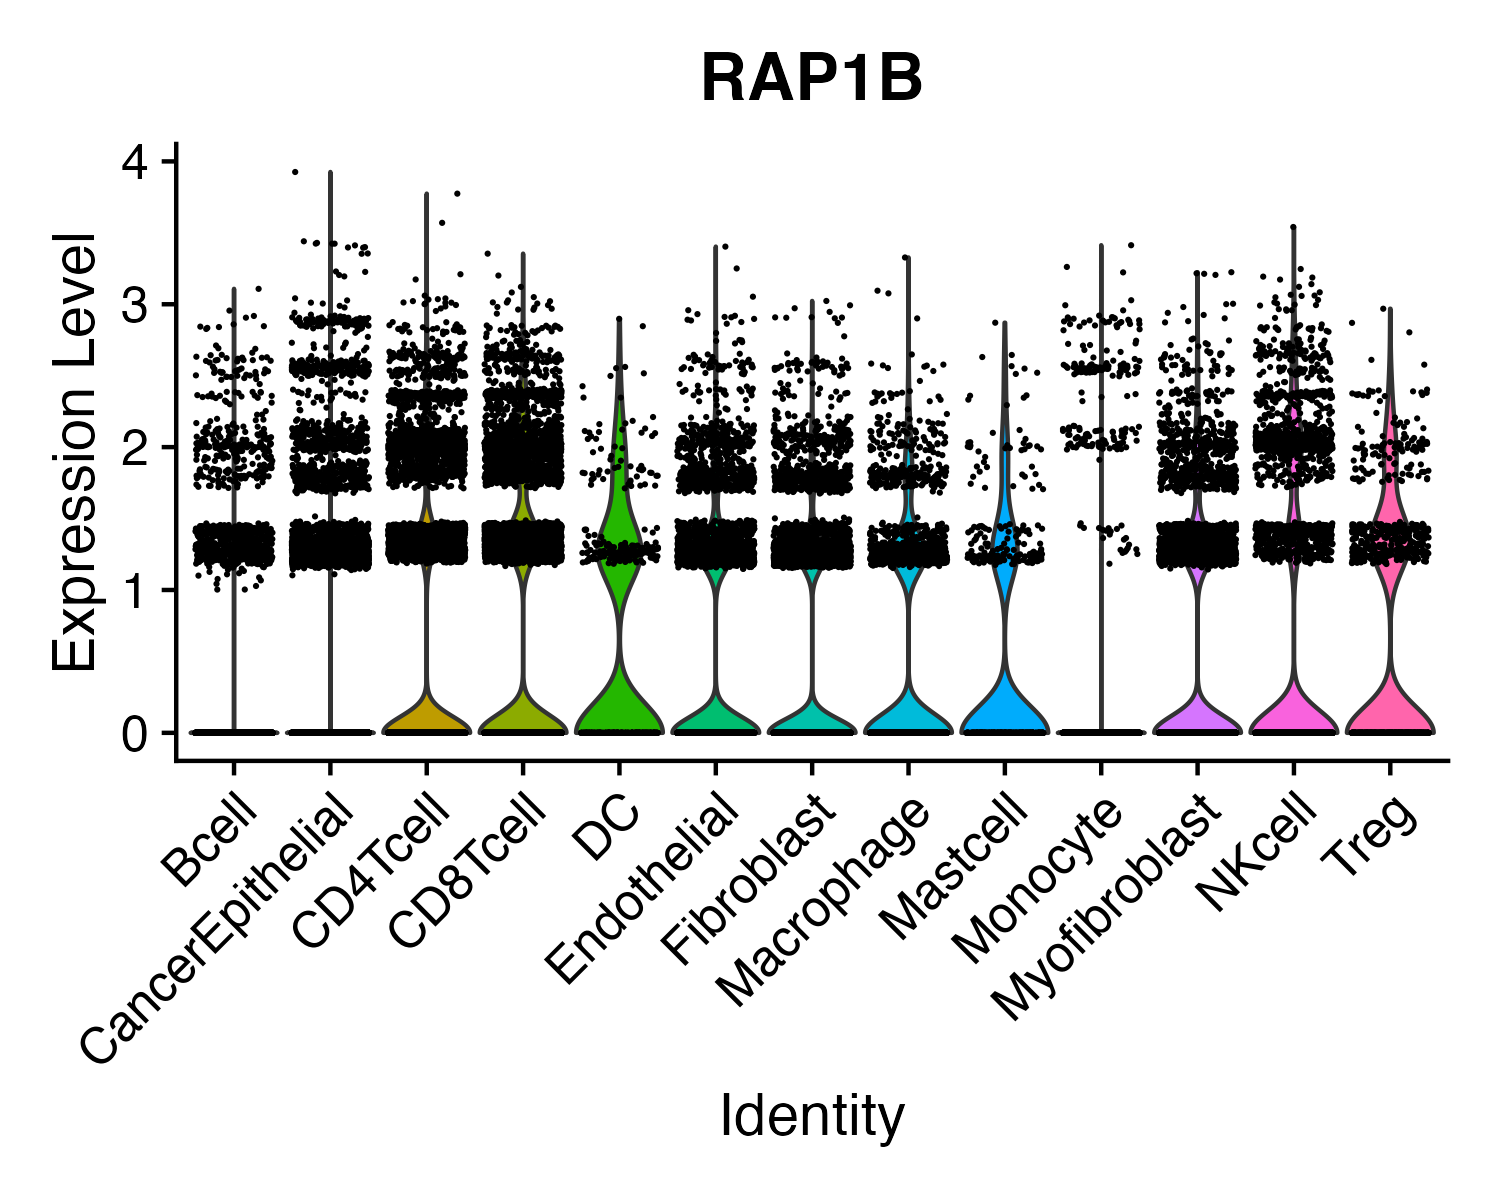 RAP1B
Expression Level
4
3
2
1
0
Bcell
CancerEpithelial
CD4Tcell
CD8Tcell
DC
Endothelial
Fibroblast
Macrophage
Mastcell
Monocyte
Myofibroblast
NKcell
Treg
Identity